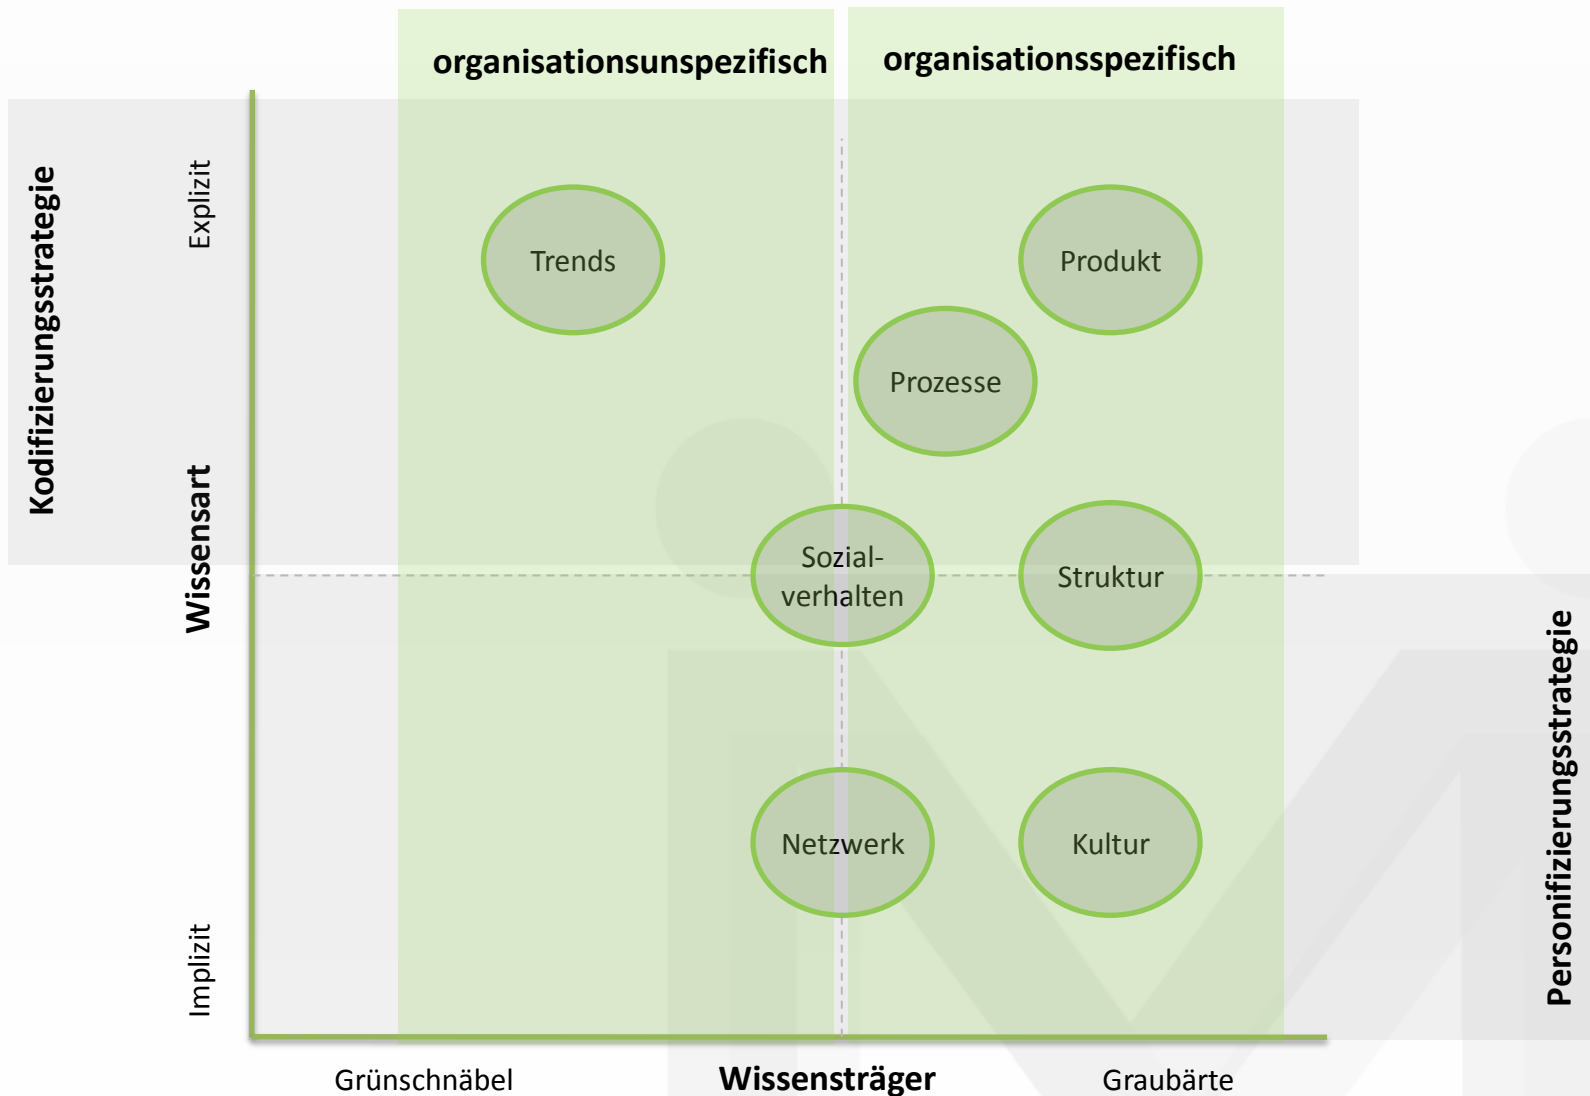 organisationsunspezifisch
organisationsspezifisch
Kodifizierungsstrategie
Explizit
Wissensart
Implizit
Trends
Produkt
Prozesse
Sozial-
verhalten
Struktur
Netzwerk
Kultur
Personifizierungsstrategie
Grünschnäbel
Wissensträger
Graubärte